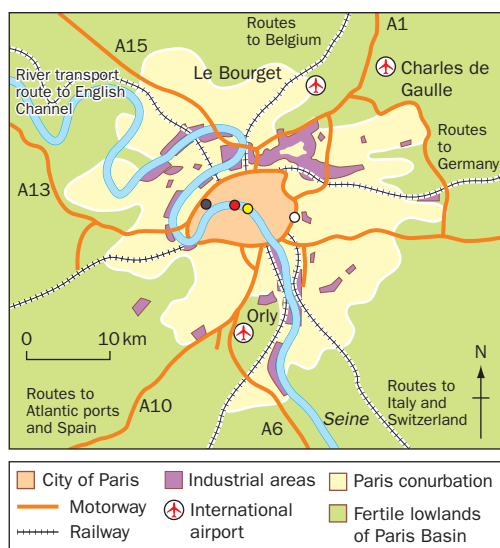 A15
Routes
to Belgium
A1
River transport
route to English
Channel
Le Bourget
Charles de
Gaulle
Routes
to
Germany
A13
Orly
0 10 km
N
Routes to
Atlantic ports
and Spain
A10
A6
Seine
Routes to
Italy and
Switzerland
City of Paris
Industrial areas
Paris conurbation
Motorway
International
airport
Fertile lowlands
of Paris Basin
Railway